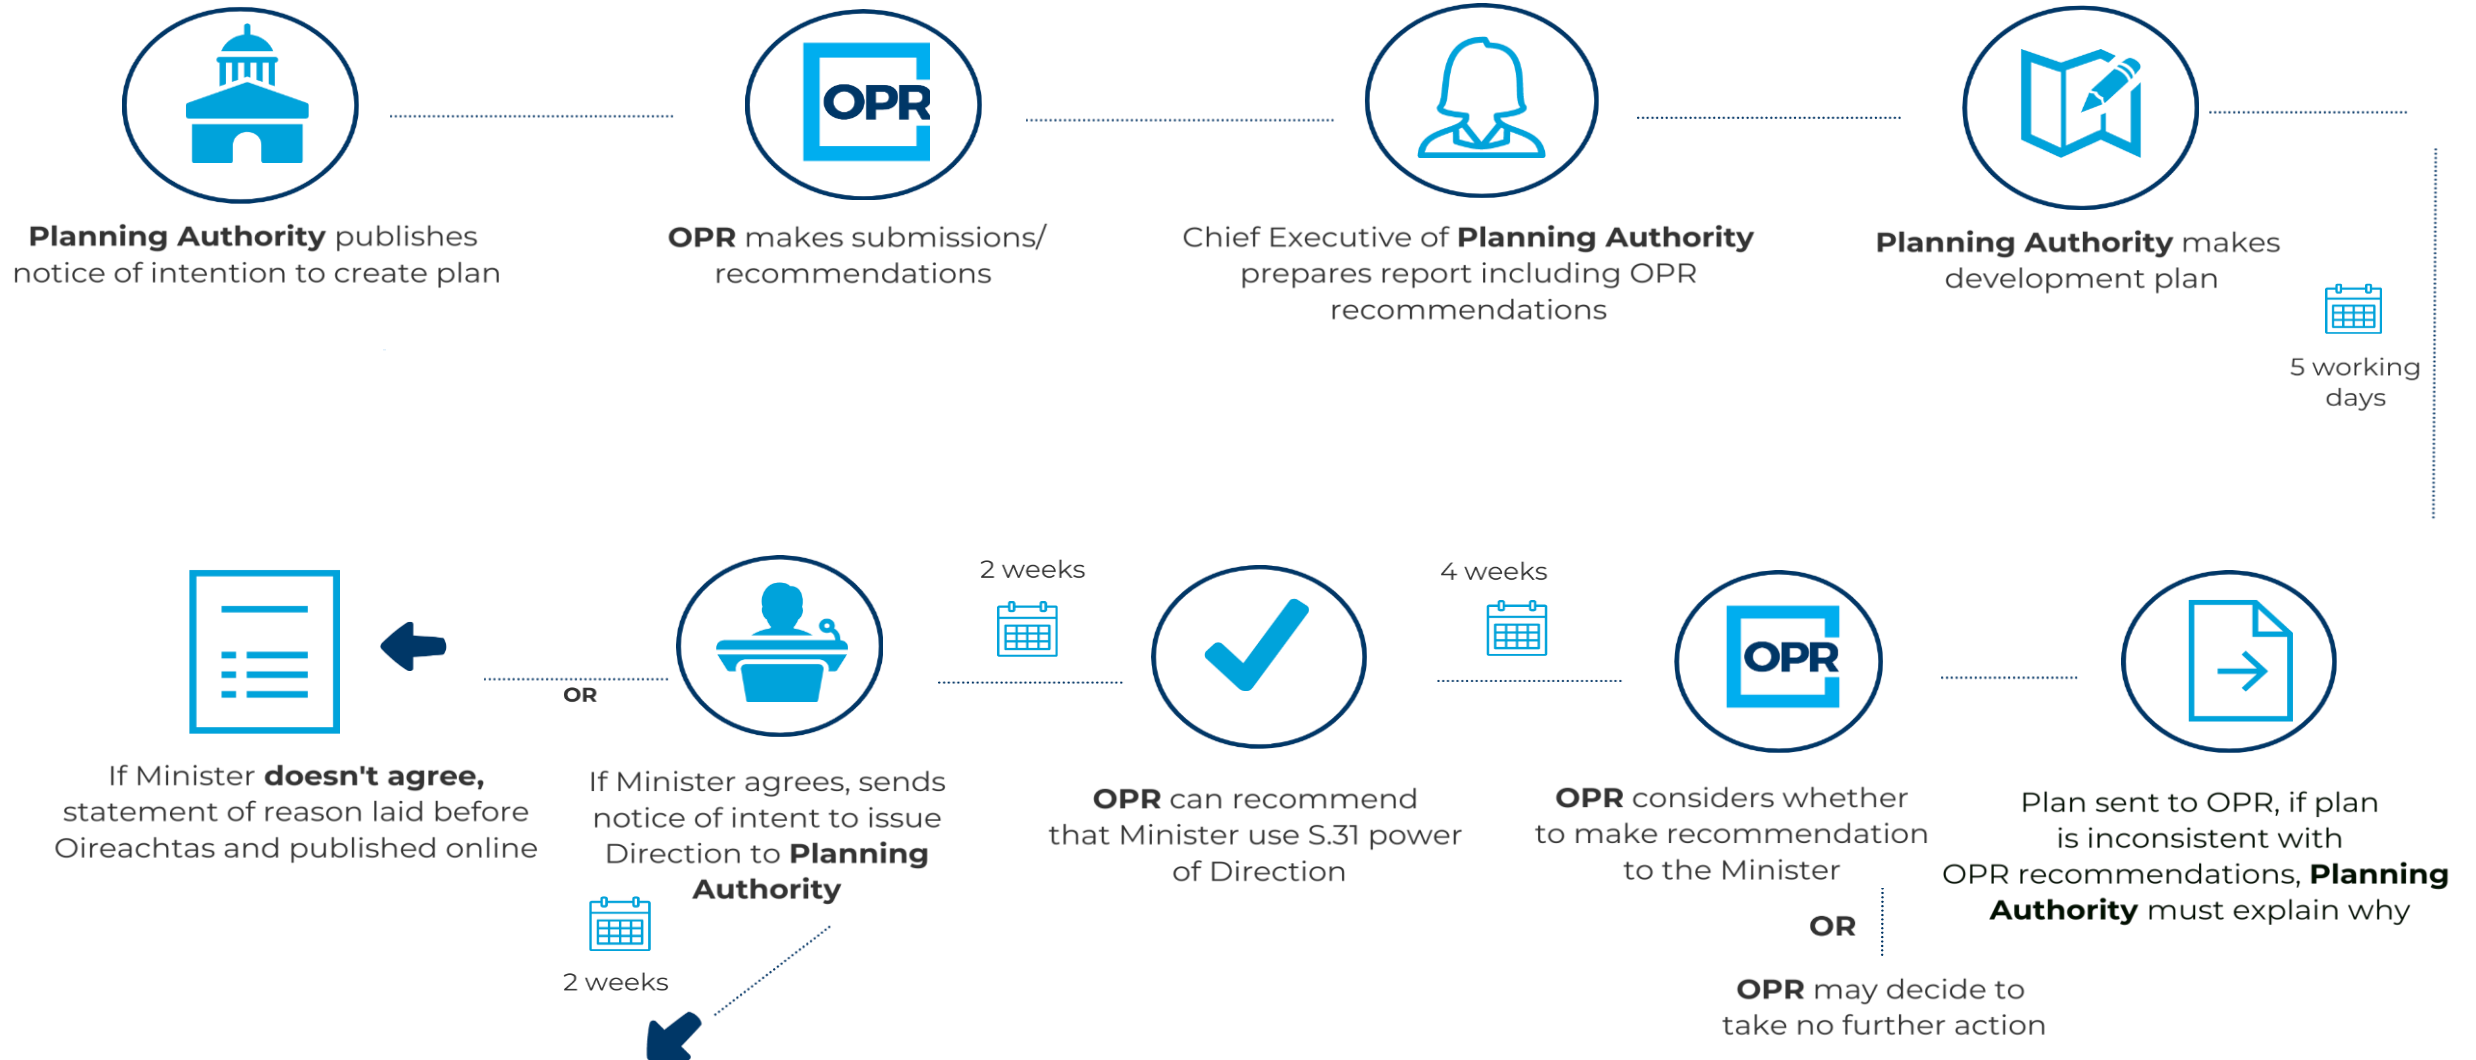 OPR
Planning Authority publishes
notice of intention to create plan
OPR makes submissions/
recommendations
Chief Executive of Planning Authority
prepares report including OPR
recommendations
Planning Authority makes
development plan
5 working
days
Plan sent to OPR, if plan
is inconsistent with
OPR recommendations, Planning
Authority must explain why
OPR
OPR considers whether
to make recommendation
to the Minister
OR
OPR may decide to
take no further action
4 weeks
OPR can recommend
that Minister use S.31 power
of Direction
2 weeks
If Minister agrees, sends
notice of intent to issue
Direction to Planning
Authority
2 weeks
OR
If Minister doesn't agree,
statement of reason laid before
Oireachtas and published online